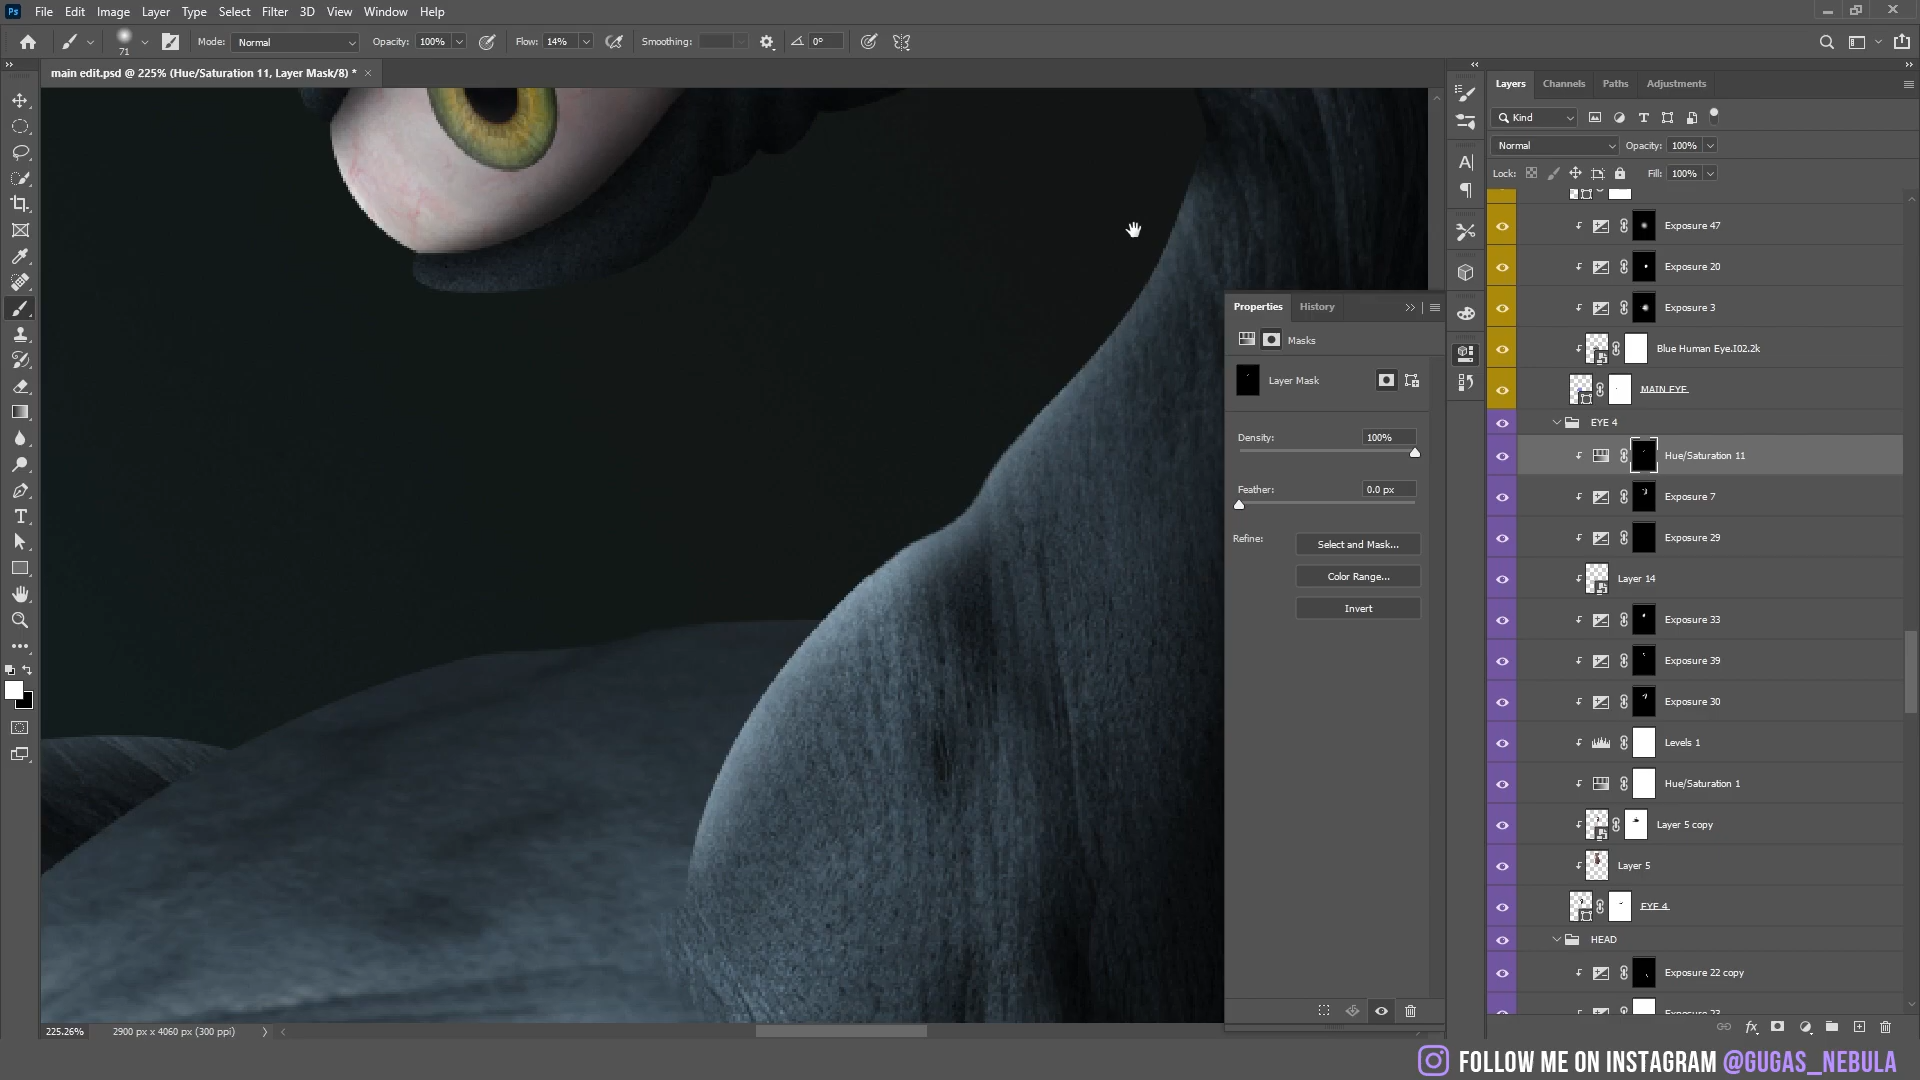 Ps File Edit Image Layer Type Select Filter 3D View Window Help
71 Mode: Normal Opacity: 100% Flow: 14% Smoothing: 0°
main edit.psd @ 225% (Hue/Saturation 11, Layer Mask/8) *
Layers Channels Paths Adjustments
Kind
Normal Opacity: 100%
Lock: Fill: 100%
Exposure 47
Exposure 20
Exposure 3
Blue Human Eye.I02.2k
MAIN EYE
EYE 4
Hue/Saturation 11
Exposure 7
Exposure 29
Layer 14
Exposure 33
Exposure 39
Exposure 30
Levels 1
Hue/Saturation 1
Layer 5 copy
Layer 5
EYE 4
HEAD
Exposure 22 copy
Properties History
Masks
Layer Mask
Density: 100%
Feather: 0.0 px
Refine: Select and Mask...
Color Range...
Invert
225.26% 2900 px x 4060 px (300 ppi)
FOLLOW ME ON INSTAGRAM @GUGAS_NEBULA